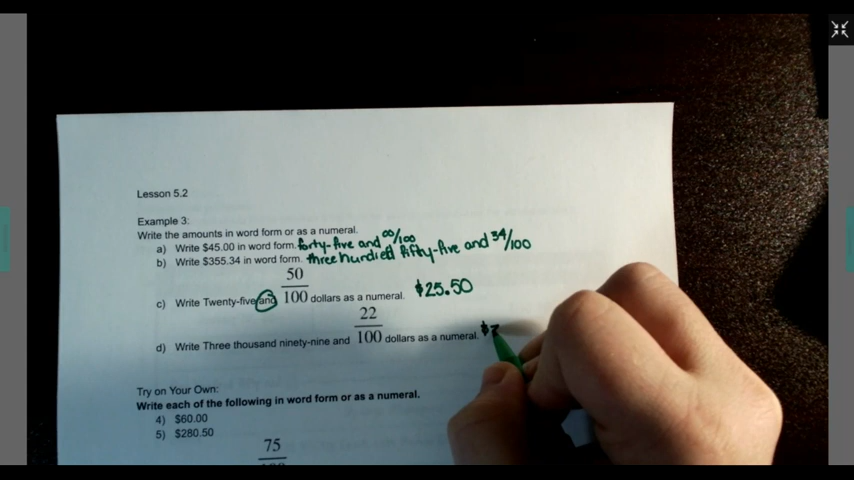 Lesson 5.2
Example 3:
Write the amounts in word form or as a numeral.
a) Write $45.00 in word form. forty-five and 00/100
b) Write $355.34 in word form. three hundred fifty-five and 34/100
c) Write Twenty-five and 50/100 dollars as a numeral. $25.50
d) Write Three thousand ninety-nine and 22/100 dollars as a numeral. $3
Try on Your Own:
Write each of the following in word form or as a numeral.
4) $60.00
5) $280.50
75